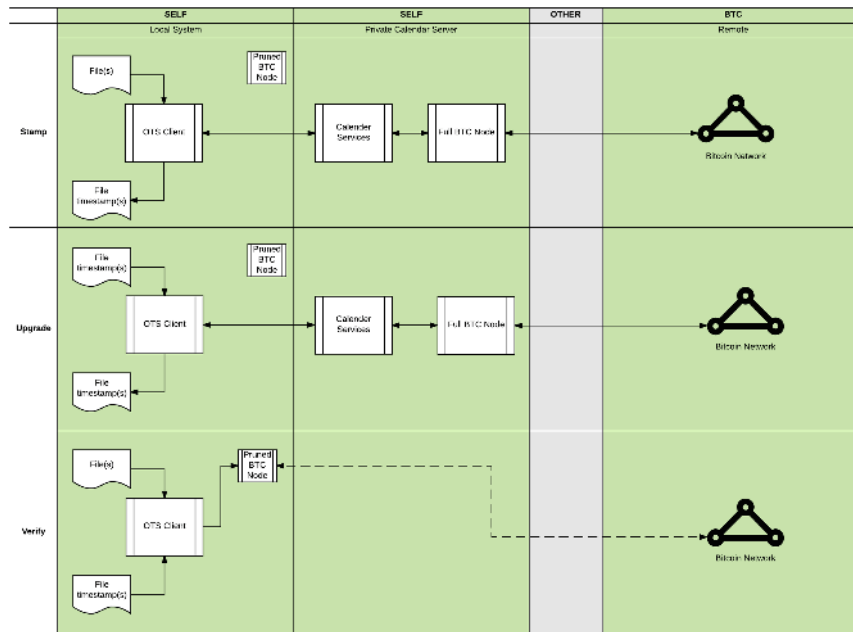 SELF
SELF
OTHER
BTC
Local System
Private Calendar Server
Remote
Stamp
File(s)
Pruned
BTC
Node
OTS Client
Calender
Services
Full BTC Node
Bitcoin Network
File
timestamp(s)
Upgrade
File
timestamp(s)
Pruned
BTC
Node
OTS Client
Calender
Services
Full BTC Node
Bitcoin Network
File
timestamp(s)
Verify
File(s)
Pruned
BTC
Node
OTS Client
Bitcoin Network
File
timestamp(s)